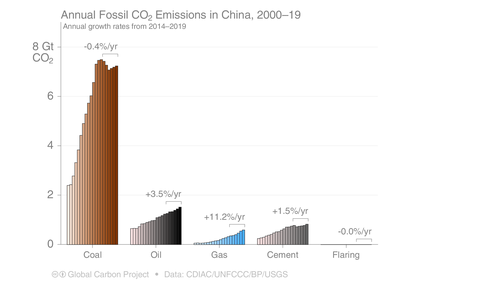 Annual Fossil CO₂ Emissions in China, 2000–19
Annual growth rates from 2014–2019
8 Gt
CO₂
6
4
2
0
-0.4%/yr
+3.5%/yr
+11.2%/yr
+1.5%/yr
-0.0%/yr
Coal
Oil
Gas
Cement
Flaring
Global Carbon Project • Data: CDIAC/UNFCCC/BP/USGS